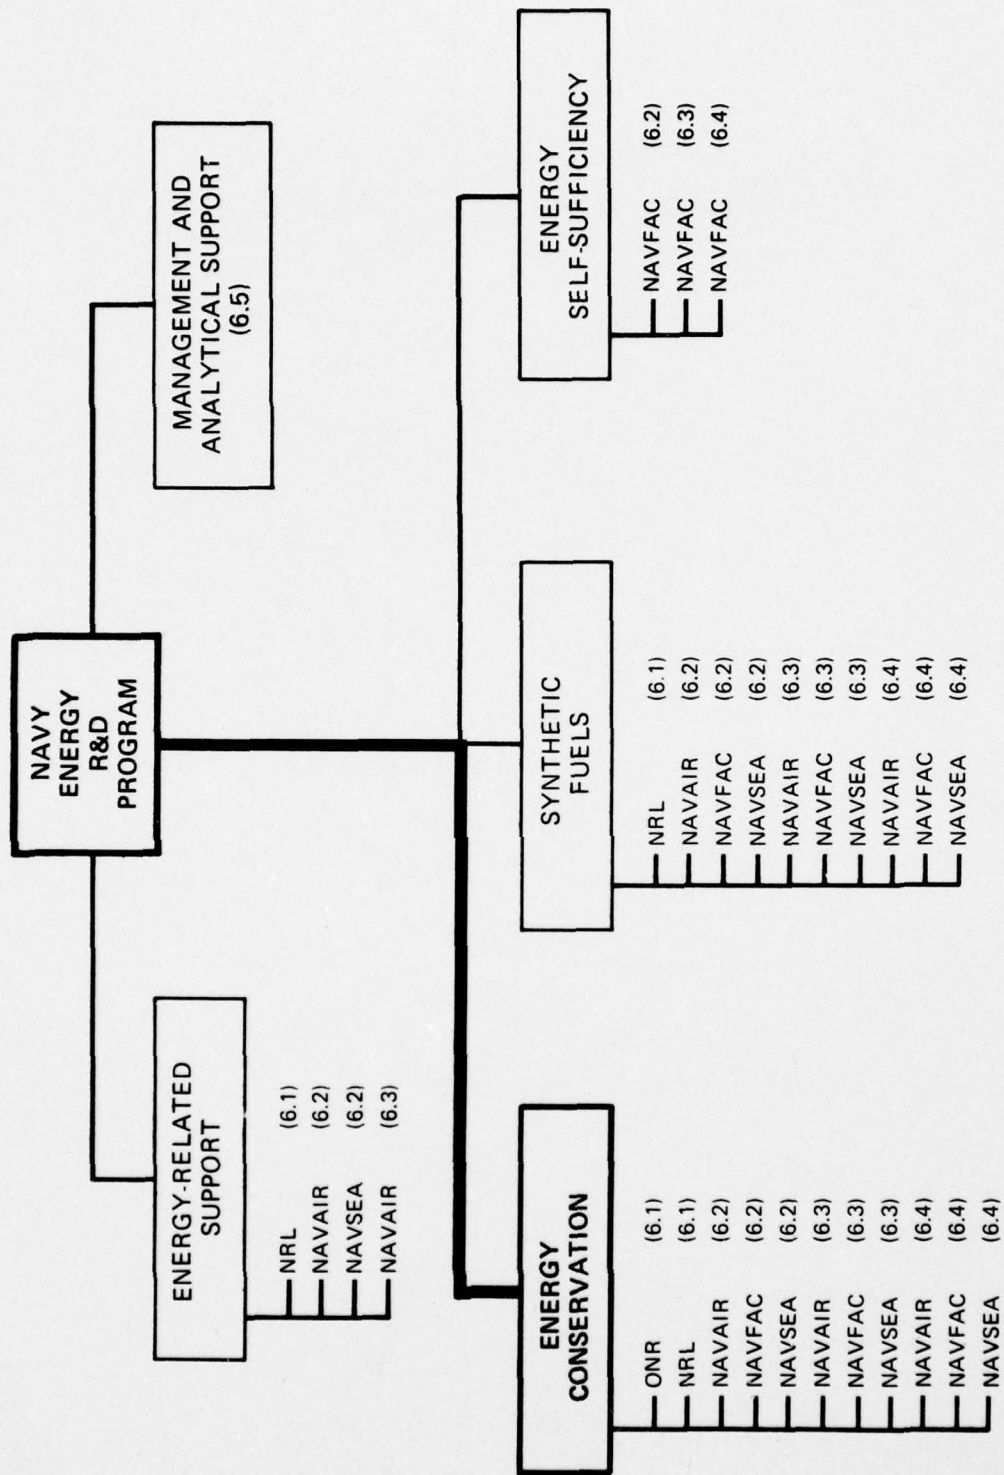 NAVY
ENERGY
R&D
PROGRAM
ENERGY-RELATED
SUPPORT
NRL (6.1)
NAVAIR (6.2)
NAVSEA (6.2)
NAVAIR (6.3)
MANAGEMENT AND
ANALYTICAL SUPPORT
(6.5)
ENERGY
CONSERVATION
ONR (6.1)
NRL (6.1)
NAVAIR (6.2)
NAVFAC (6.2)
NAVSEA (6.2)
NAVAIR (6.3)
NAVFAC (6.3)
NAVSEA (6.3)
NAVAIR (6.4)
NAVFAC (6.4)
NAVSEA (6.4)
SYNTHETIC
FUELS
NRL (6.1)
NAVAIR (6.2)
NAVFAC (6.2)
NAVSEA (6.2)
NAVAIR (6.3)
NAVFAC (6.3)
NAVSEA (6.3)
NAVAIR (6.4)
NAVFAC (6.4)
NAVSEA (6.4)
ENERGY
SELF-SUFFICIENCY
NAVFAC (6.2)
NAVFAC (6.3)
NAVFAC (6.4)